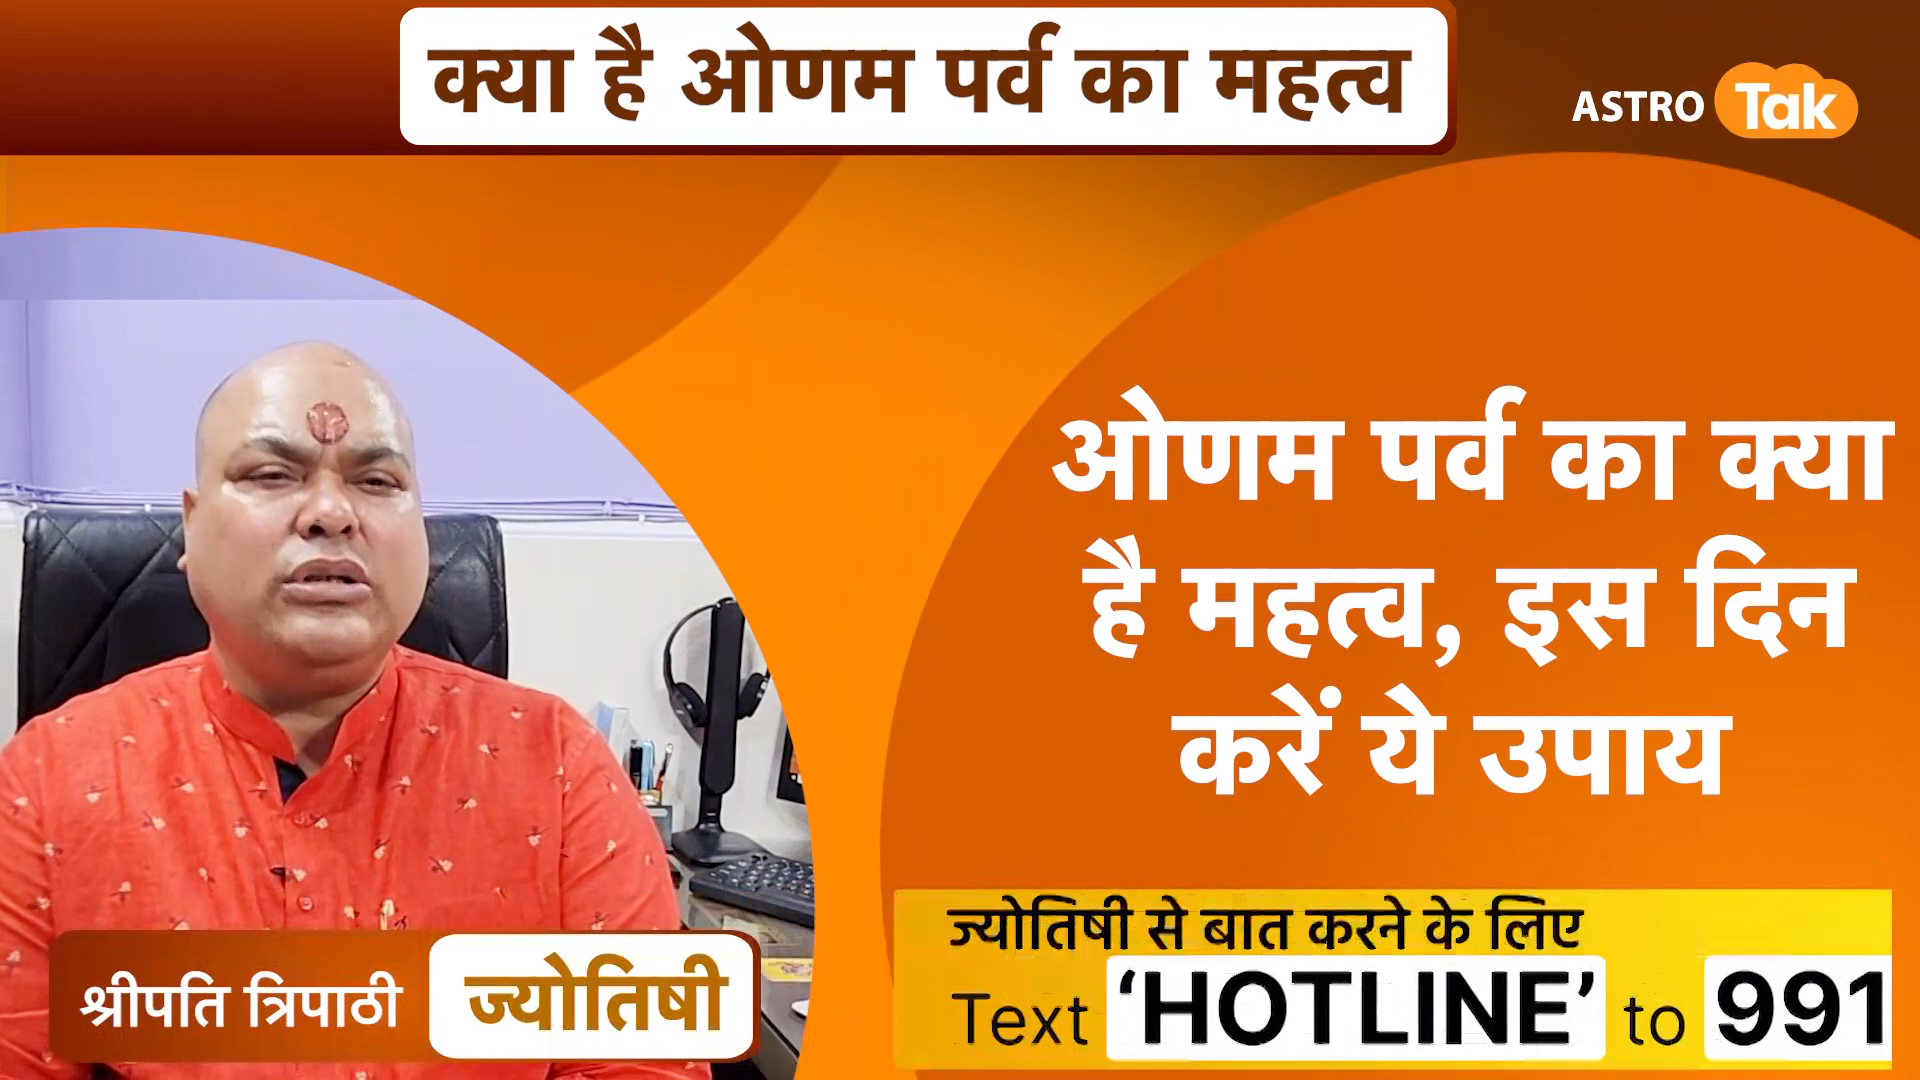 क्या है ओणम पर्व का महत्व
ASTRO Tak
ओणम पर्व का क्या
है महत्व, इस दिन
करें ये उपाय
ज्योतिषी से बात करने के लिए
Text ‘HOTLINE’ to 991
श्रीपति त्रिपाठी ज्योतिषी